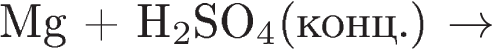 Mg + H₂SO₄(конц.) →